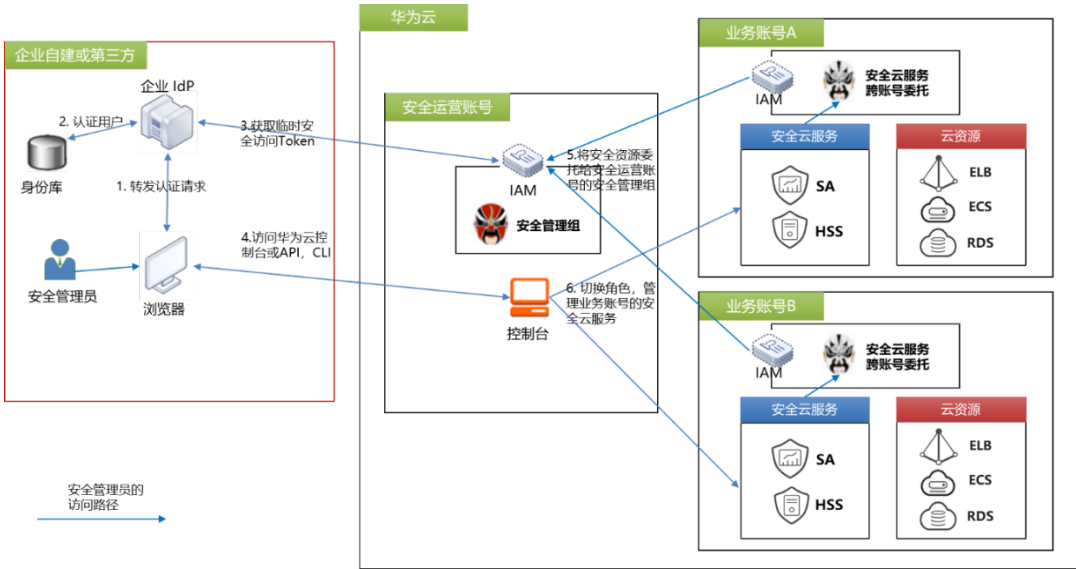 华为云
企业自建或第三方
企业 IdP
2. 认证用户
身份库
1. 转发认证请求
安全管理员
浏览器
3.获取临时安
全访问Token
4.访问华为云控
制台或API，CLI
安全运营账号
IAM
安全管理组
控制台
5.将安全资源委
托给安全运营账
号的安全管理组
6. 切换角色，管
理业务账号的安
全云服务
业务账号A
IAM
安全云服务
跨账号委托
安全云服务
SA
HSS
云资源
ELB
ECS
RDS
业务账号B
IAM
安全云服务
跨账号委托
安全云服务
SA
HSS
云资源
ELB
ECS
RDS
安全管理员的
访问路径